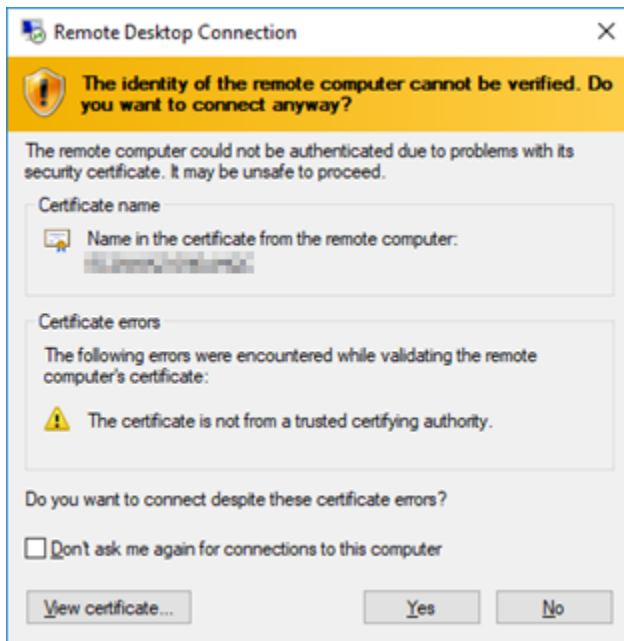 Remote Desktop Connection
The identity of the remote computer cannot be verified. Do
you want to connect anyway?
The remote computer could not be authenticated due to problems with its
security certificate. It may be unsafe to proceed.
Certificate name
Name in the certificate from the remote computer:
Certificate errors
The following errors were encountered while validating the remote
computer's certificate:
The certificate is not from a trusted certifying authority.
Do you want to connect despite these certificate errors?
Don't ask me again for connections to this computer
View certificate...
Yes
No